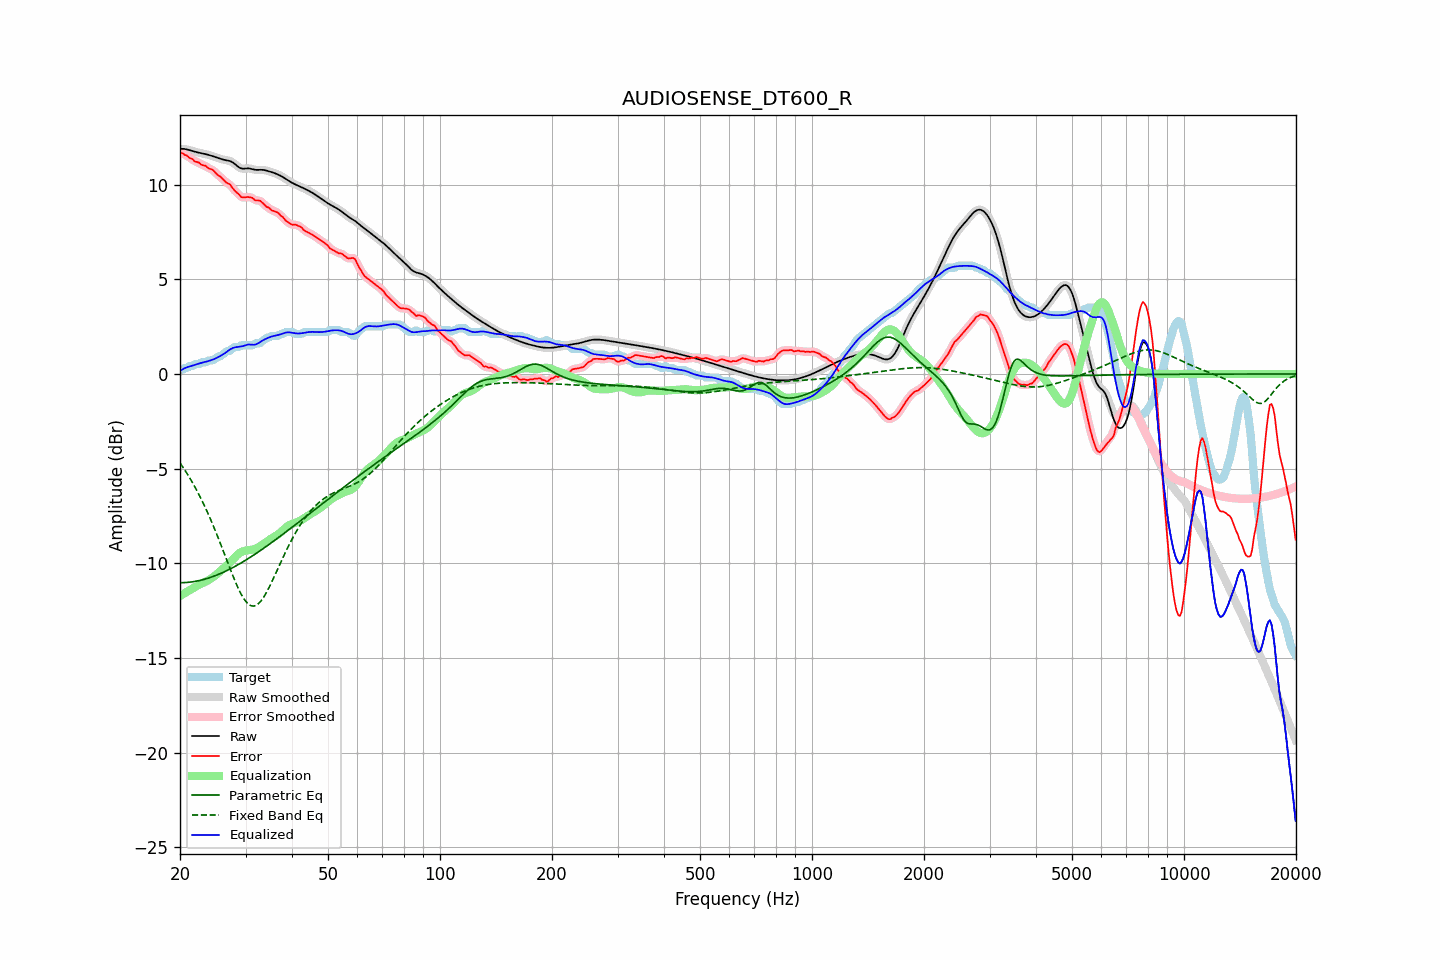 AUDIOSENSE_DT600_R
Amplitude (dBr)
10
5
0
−5
−10
−15
−20
−25
Target
Raw Smoothed
Error Smoothed
Raw
Error
Equalization
Parametric Eq
Fixed Band Eq
Equalized
20 50 100 200 500 1000 2000 5000 10000 20000
Frequency (Hz)